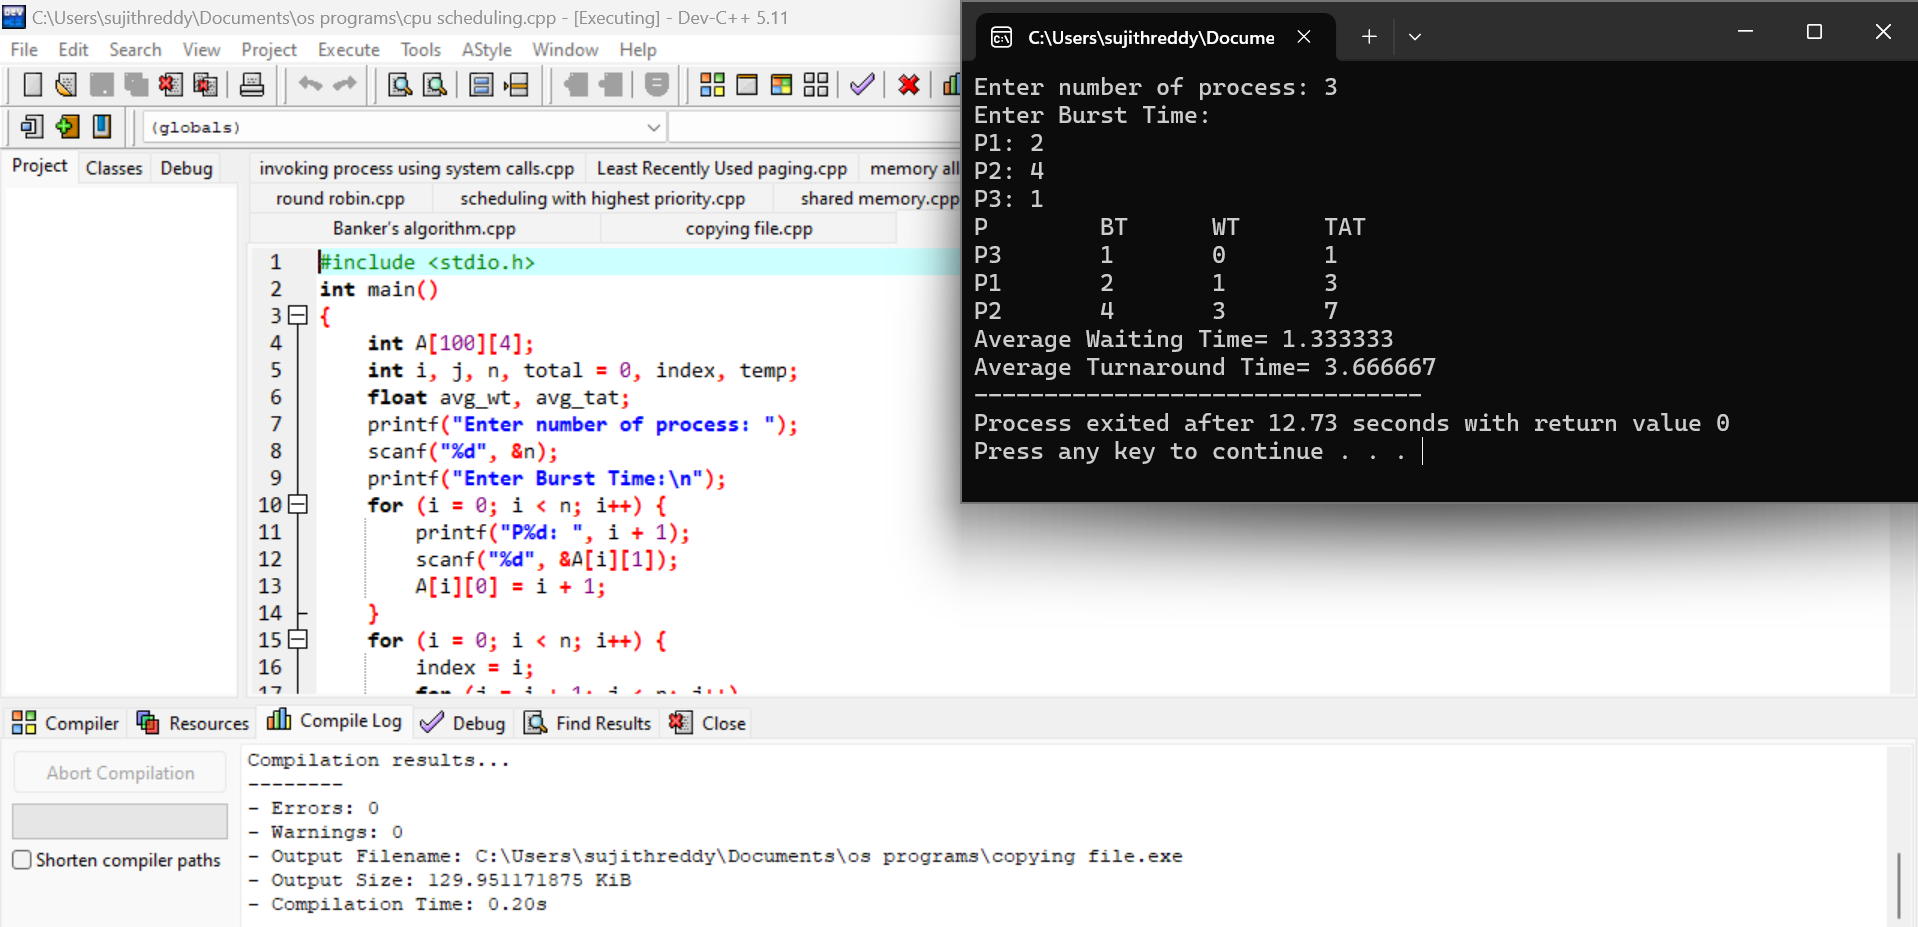 C:\Users\sujithreddy\Documents\os programs\cpu scheduling.cpp - [Executing] - Dev-C++ 5.11
File Edit Search View Project Execute Tools AStyle Window Help
(globals)
Project Classes Debug
invoking process using system calls.cpp Least Recently Used paging.cpp memory all
round robin.cpp scheduling with highest priority.cpp shared memory.cpp
Banker's algorithm.cpp copying file.cpp
1 #include <stdio.h>
2 int main()
3 {
4 int A[100][4];
5 int i, j, n, total = 0, index, temp;
6 float avg_wt, avg_tat;
7 printf("Enter number of process: ");
8 scanf("%d", &n);
9 printf("Enter Burst Time:\n");
10 for (i = 0; i < n; i++) {
11 printf("P%d: ", i + 1);
12 scanf("%d", &A[i][1]);
13 A[i][0] = i + 1;
14 }
15 for (i = 0; i < n; i++) {
16 index = i;
17 for (j = i + 1; j < n; j++)
C:\Users\sujithreddy\Docume
Enter number of process: 3
Enter Burst Time:
P1: 2
P2: 4
P3: 1
P BT WT TAT
P3 1 0 1
P1 2 1 3
P2 4 3 7
Average Waiting Time= 1.333333
Average Turnaround Time= 3.666667
--------------------------------
Process exited after 12.73 seconds with return value 0
Press any key to continue . . .
Compiler Resources Compile Log Debug Find Results Close
Abort Compilation
Shorten compiler paths
Compilation results...
--------
- Errors: 0
- Warnings: 0
- Output Filename: C:\Users\sujithreddy\Documents\os programs\copying file.exe
- Output Size: 129.951171875 KiB
- Compilation Time: 0.20s